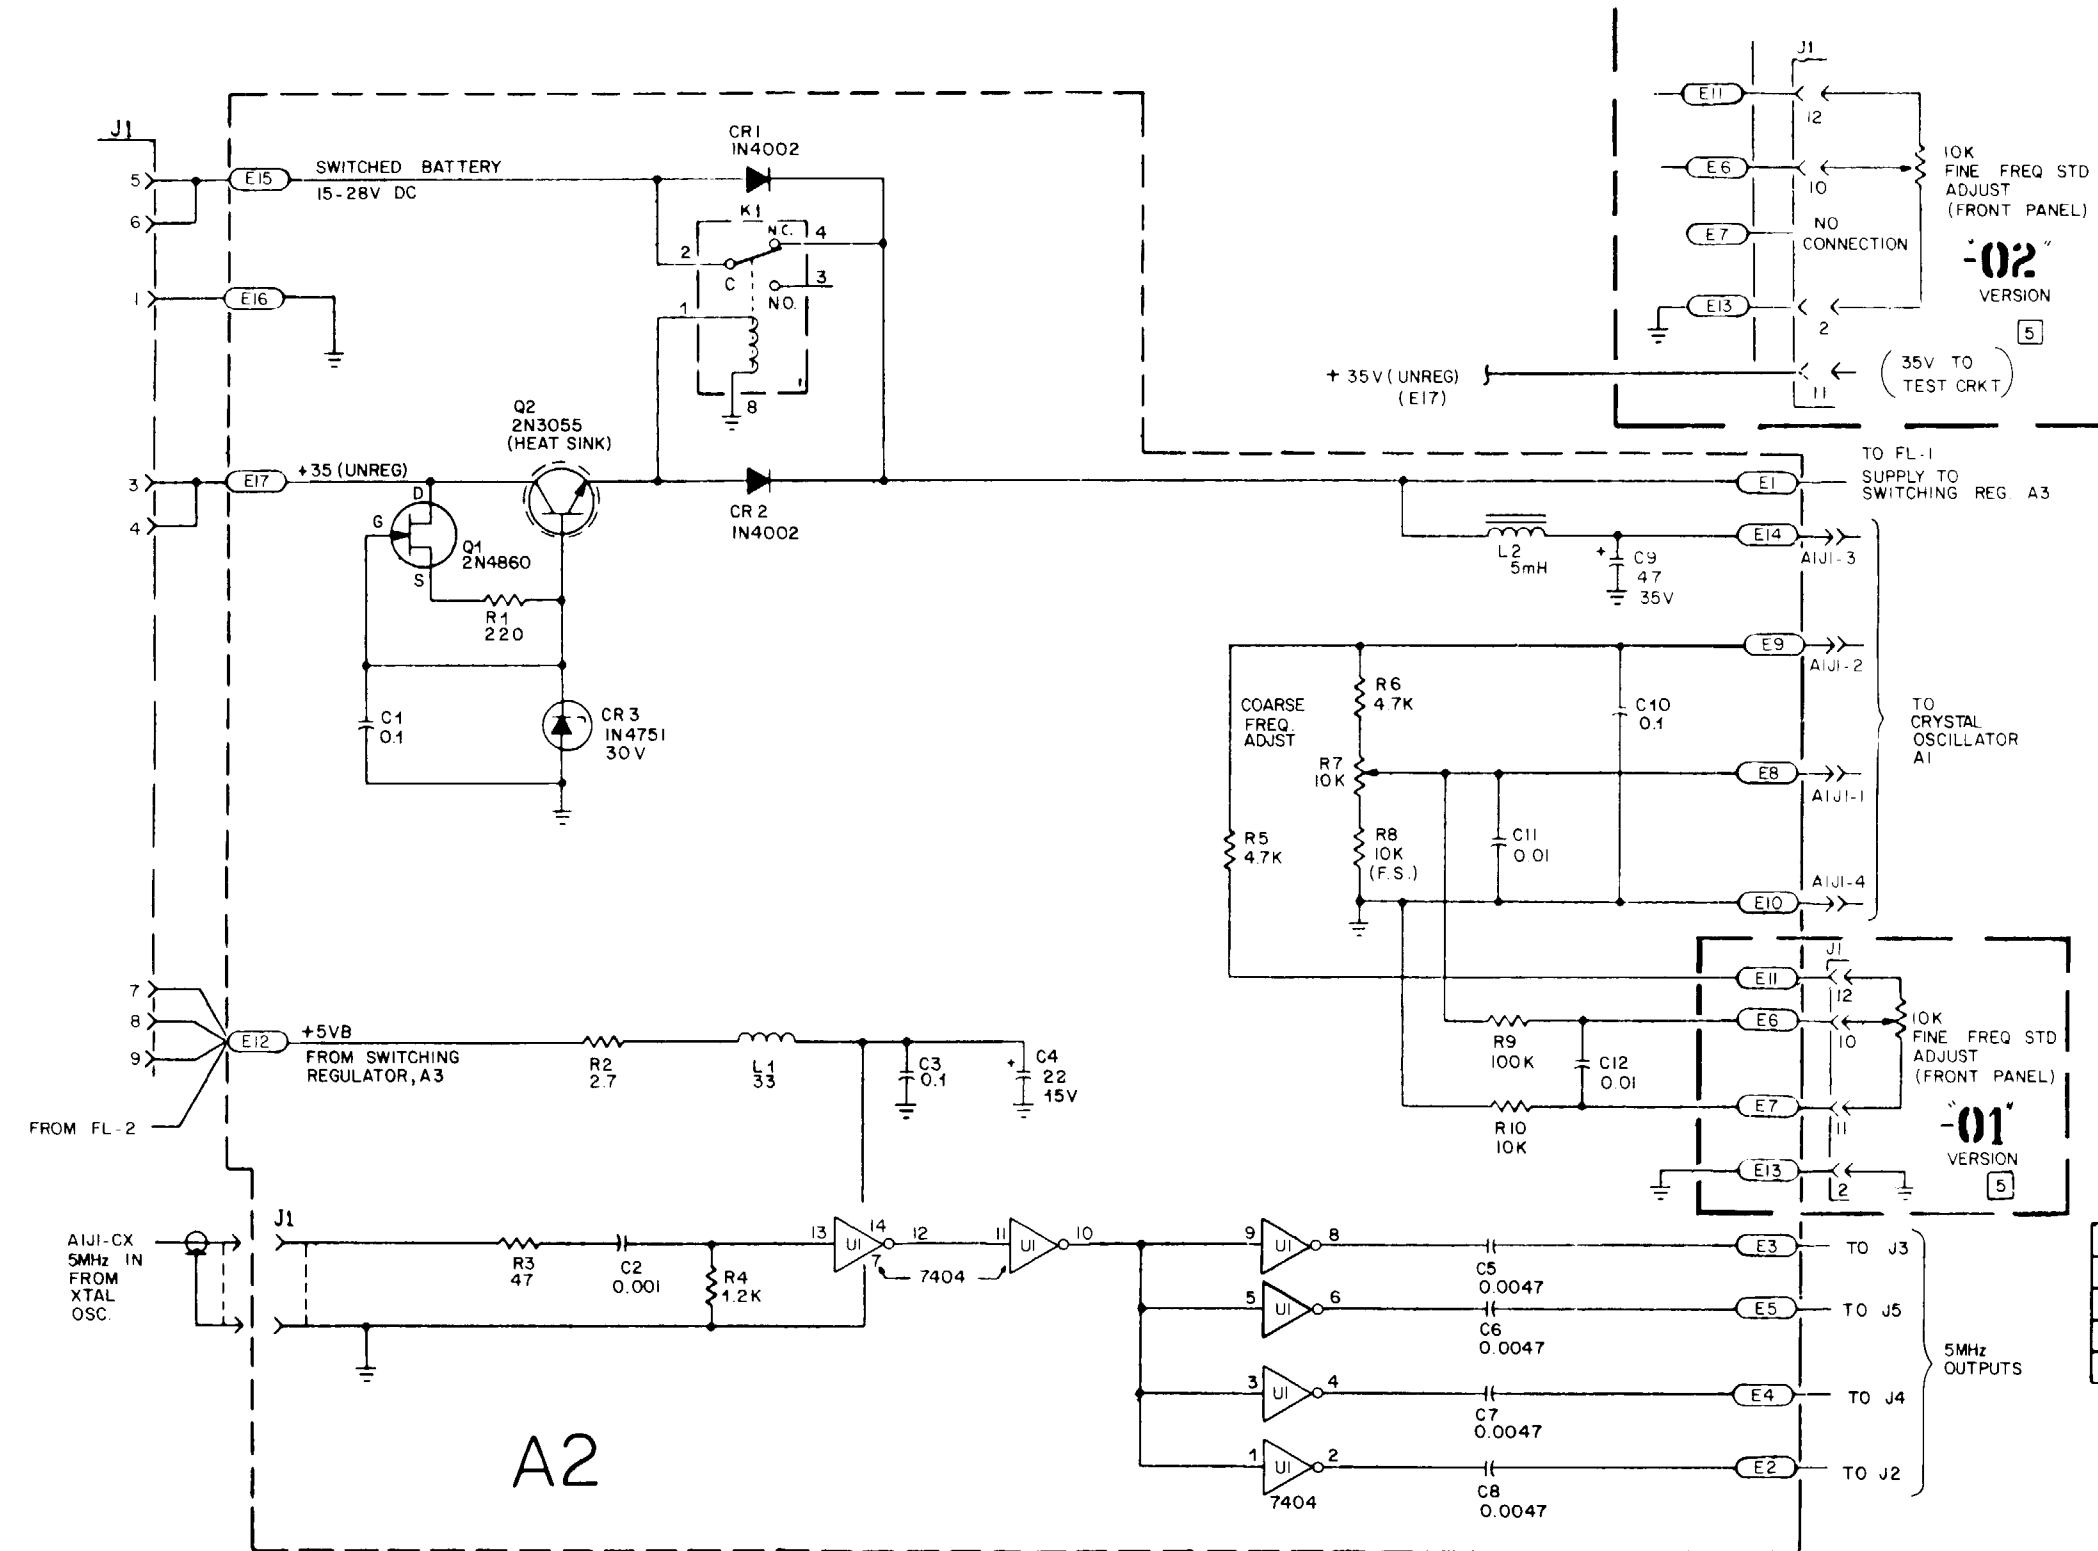 J1
5
6
E15
SWITCHED BATTERY
15-28V DC
CR1
1N4002
K1
N.C.
4
2
C
3
N.O.
1
8
1
E16
Q2
2N3055
(HEAT SINK)
3
4
E17
+35 (UNREG)
D
G
S
Q1
2N4860
R1
220
CR2
1N4002
C1
0.1
CR3
1N4751
30V
J1
E11
12
E6
10
E7
NO
CONNECTION
E13
2
10K
FINE FREQ STD
ADJUST
(FRONT PANEL)
"-02"
VERSION
5
+ 35V (UNREG)
(E17)
11
(35V TO
TEST CRKT)
TO FL-1
SUPPLY TO
SWITCHING REG. A3
E1
E14
A1J1-3
L2
5mH
+
C9
47
35V
E9
A1J1-2
COARSE
FREQ.
ADJST
R6
4.7K
C10
0.1
R7
10K
E8
A1J1-1
TO
CRYSTAL
OSCILLATOR
A1
R5
4.7K
R8
10K
(F.S.)
C11
0.01
A1J1-4
E10
J1
E11
12
E6
10
R9
100K
C12
0.01
E7
11
R10
10K
E13
2
10K
FINE FREQ STD
ADJUST
(FRONT PANEL)
"-01"
VERSION
5
7
8
9
E12
+5VB
FROM SWITCHING
REGULATOR, A3
FROM FL-2
R2
2.7
L1
33
C3
0.1
+
C4
22
15V
A1J1-CX
5MHz IN
FROM
XTAL
OSC.
J1
R3
47
C2
0.001
R4
1.2K
13
U1
14
7
12
7404
11
U1
10
9
U1
8
C5
0.0047
E3
TO J3
5
U1
6
C6
0.0047
E5
TO J5
3
U1
4
C7
0.0047
E4
TO J4
1
U1
2
7404
C8
0.0047
E2
TO J2
5MHz
OUTPUTS
A2